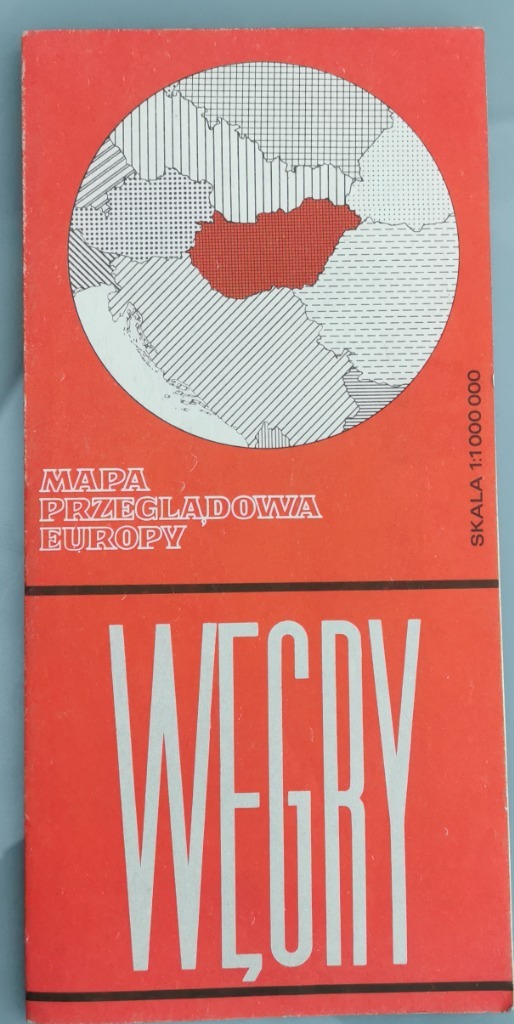 MAPA
PRZEGLĄDOWA
EUROPY
SKALA 1:1 000 000
WĘGRY